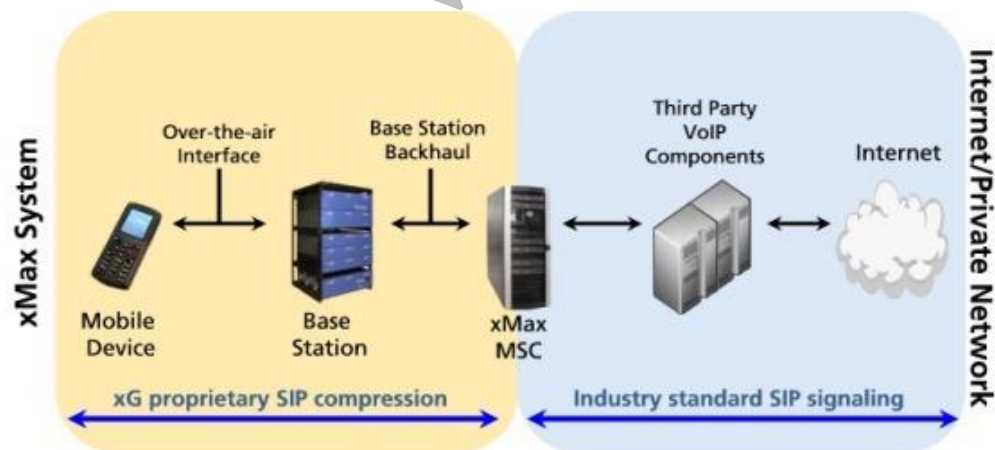 xMax System
Over-the-air
Interface
Base Station
Backhaul
Mobile
Device
Base
Station
xMax
MSC
Third Party
VoIP
Components
Internet
xG proprietary SIP compression
Industry standard SIP signaling
Internet/Private Network